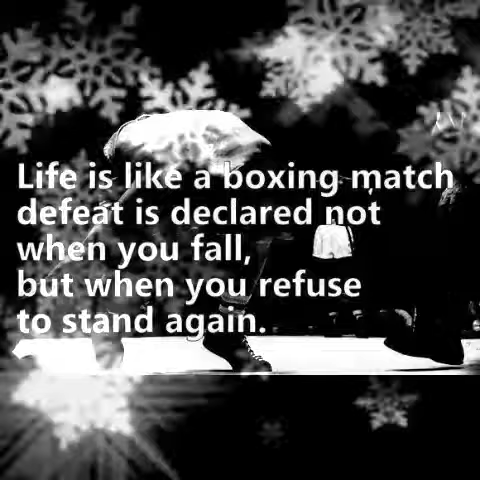 Life is like a boxing match
defeat is declared not
when you fall,
but when you refuse
to stand again.